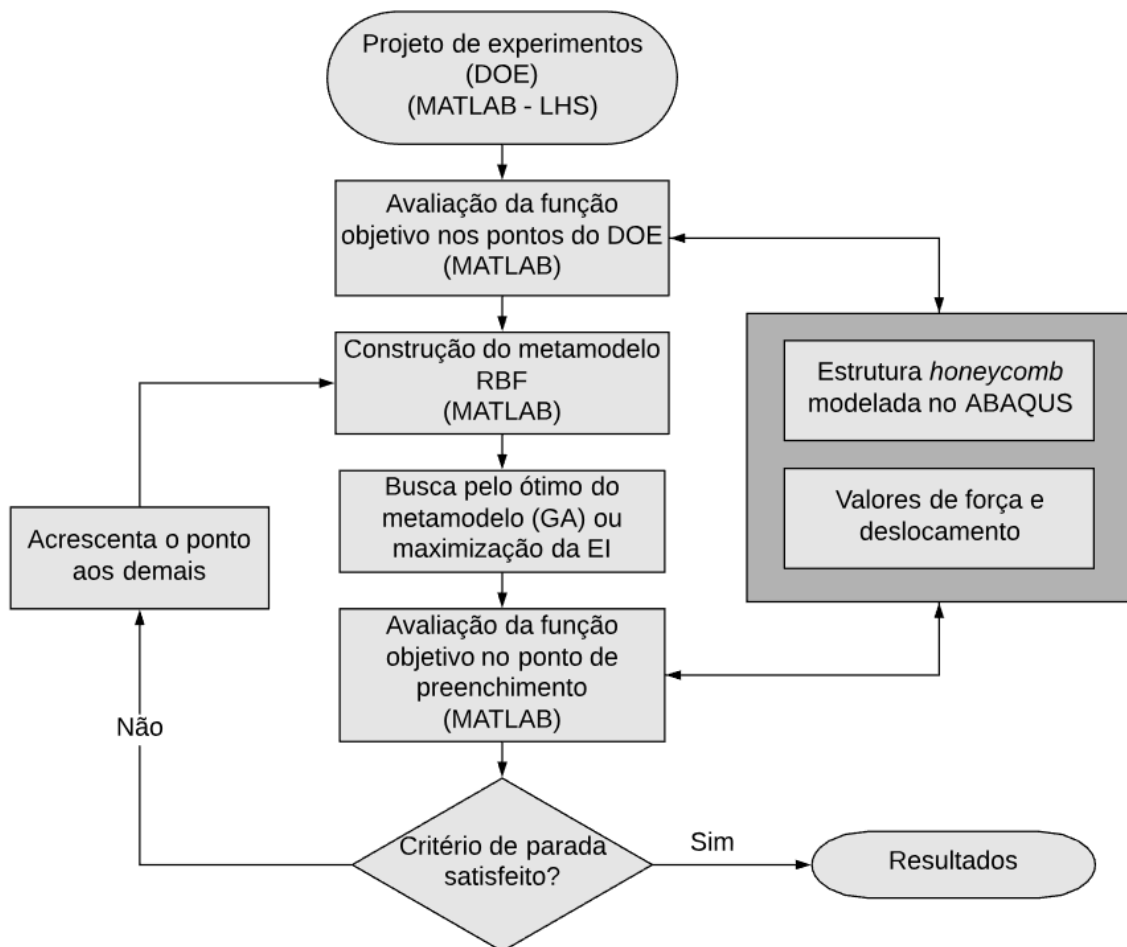 Projeto de experimentos
(DOE)
(MATLAB - LHS)
Avaliação da função
objetivo nos pontos do DOE
(MATLAB)
Construção do metamodelo
RBF
(MATLAB)
Estrutura honeycomb
modelada no ABAQUS
Valores de força e
deslocamento
Busca pelo ótimo do
metamodelo (GA) ou
maximização da EI
Acrescenta o ponto
aos demais
Avaliação da função
objetivo no ponto de
preenchimento
(MATLAB)
Não
Critério de parada
satisfeito?
Sim
Resultados